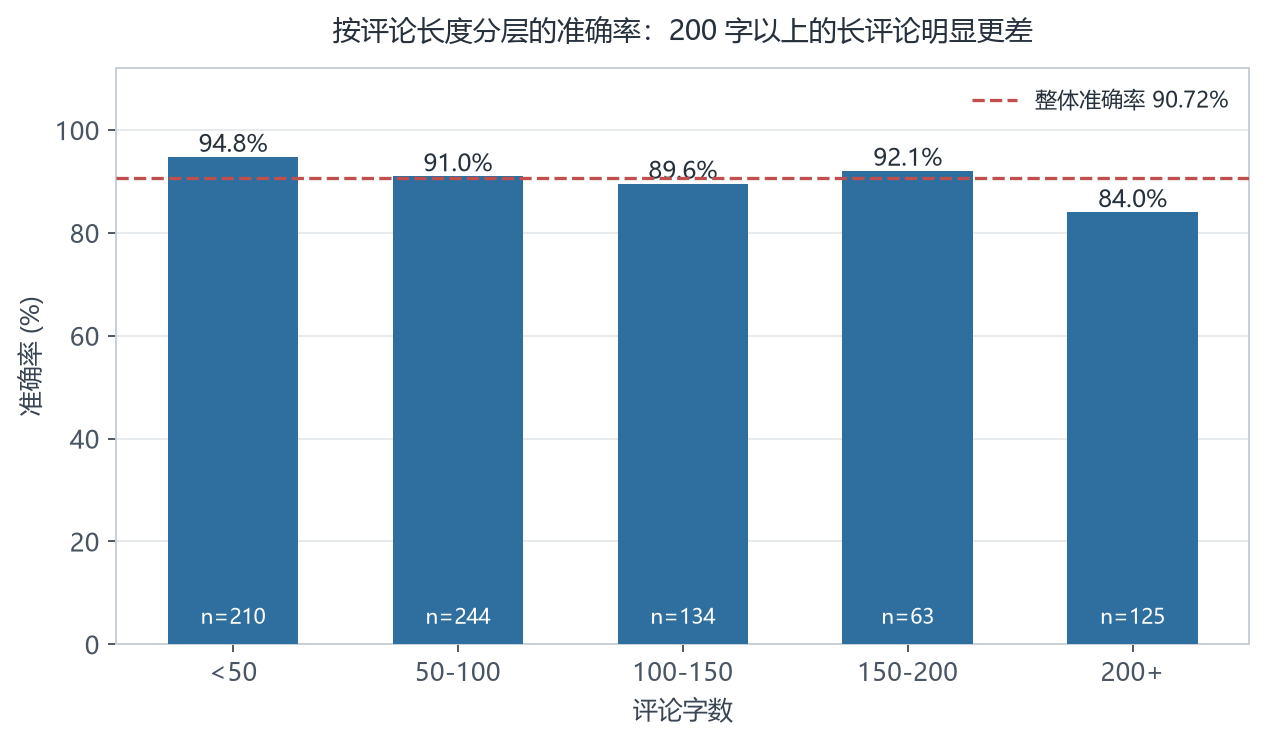 按评论长度分层的准确率：200 字以上的长评论明显更差
整体准确率 90.72%
准确率 (%)
100
80
60
40
20
0
94.8%
91.0%
89.6%
92.1%
84.0%
n=210
n=244
n=134
n=63
n=125
<50
50-100
100-150
150-200
200+
评论字数